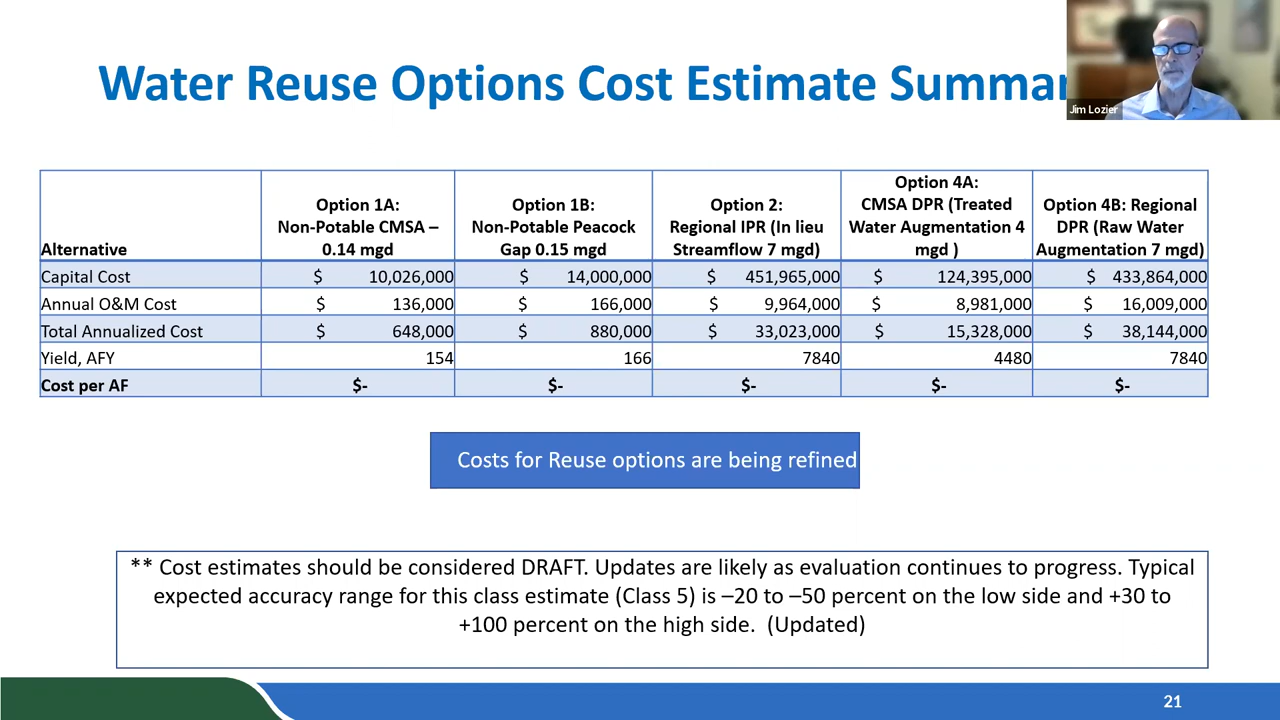 Water Reuse Options Cost Estimate Summar
Jim Lozier
Alternative
Option 1A:
Non-Potable CMSA –
0.14 mgd
Option 1B:
Non-Potable Peacock
Gap 0.15 mgd
Option 2:
Regional IPR (In lieu
Streamflow 7 mgd)
Option 4A:
CMSA DPR (Treated
Water Augmentation 4
mgd )
Option 4B: Regional
DPR (Raw Water
Augmentation 7 mgd)
Capital Cost $ 10,026,000 $ 14,000,000 $ 451,965,000 $ 124,395,000 $ 433,864,000
Annual O&M Cost $ 136,000 $ 166,000 $ 9,964,000 $ 8,981,000 $ 16,009,000
Total Annualized Cost $ 648,000 $ 880,000 $ 33,023,000 $ 15,328,000 $ 38,144,000
Yield, AFY 154 166 7840 4480 7840
Cost per AF $- $- $- $- $-
Costs for Reuse options are being refined
** Cost estimates should be considered DRAFT. Updates are likely as evaluation continues to progress. Typical
expected accuracy range for this class estimate (Class 5) is –20 to –50 percent on the low side and +30 to
+100 percent on the high side. (Updated)
21